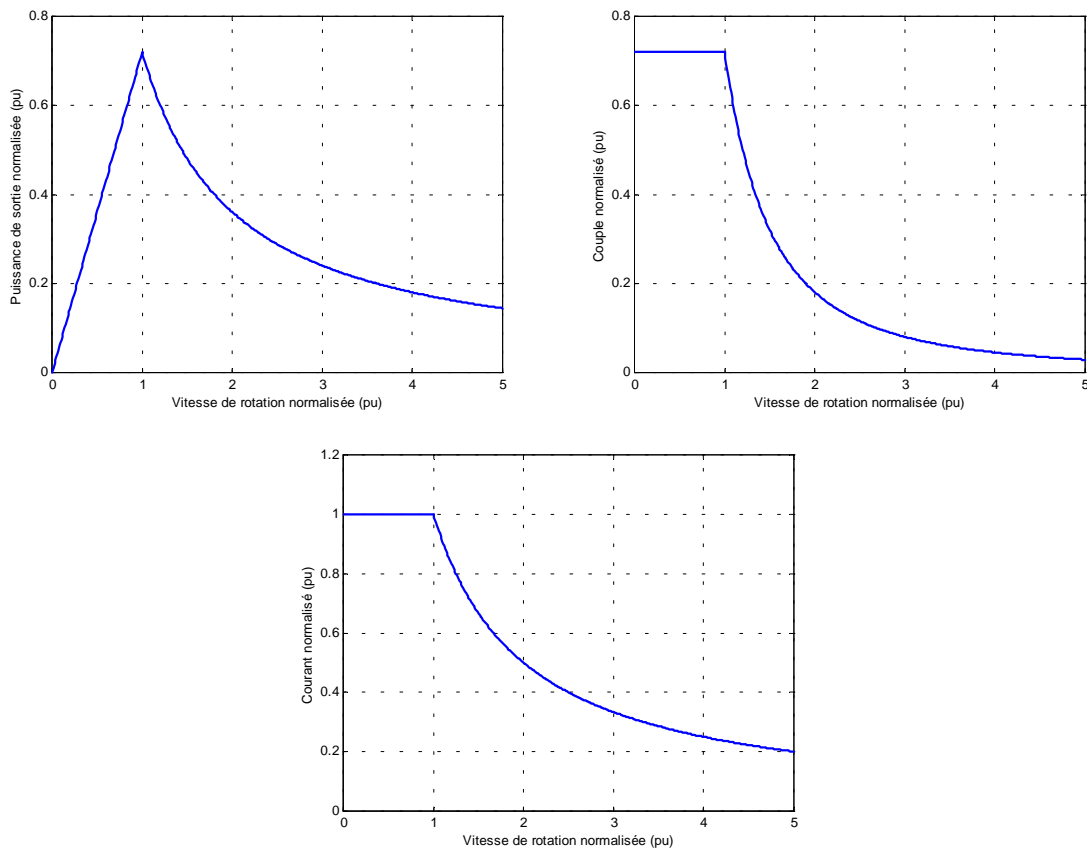 0.8
0.6
0.4
0.2
0
Puissance de sortie normalisée (pu)
0 1 2 3 4 5
Vitesse de rotation normalisée (pu)
0.8
0.6
0.4
0.2
0
Couple normalisé (pu)
0 1 2 3 4 5
Vitesse de rotation normalisée (pu)
1.2
1
0.8
0.6
0.4
0.2
0
Courant normalisé (pu)
0 1 2 3 4 5
Vitesse de rotation normalisée (pu)